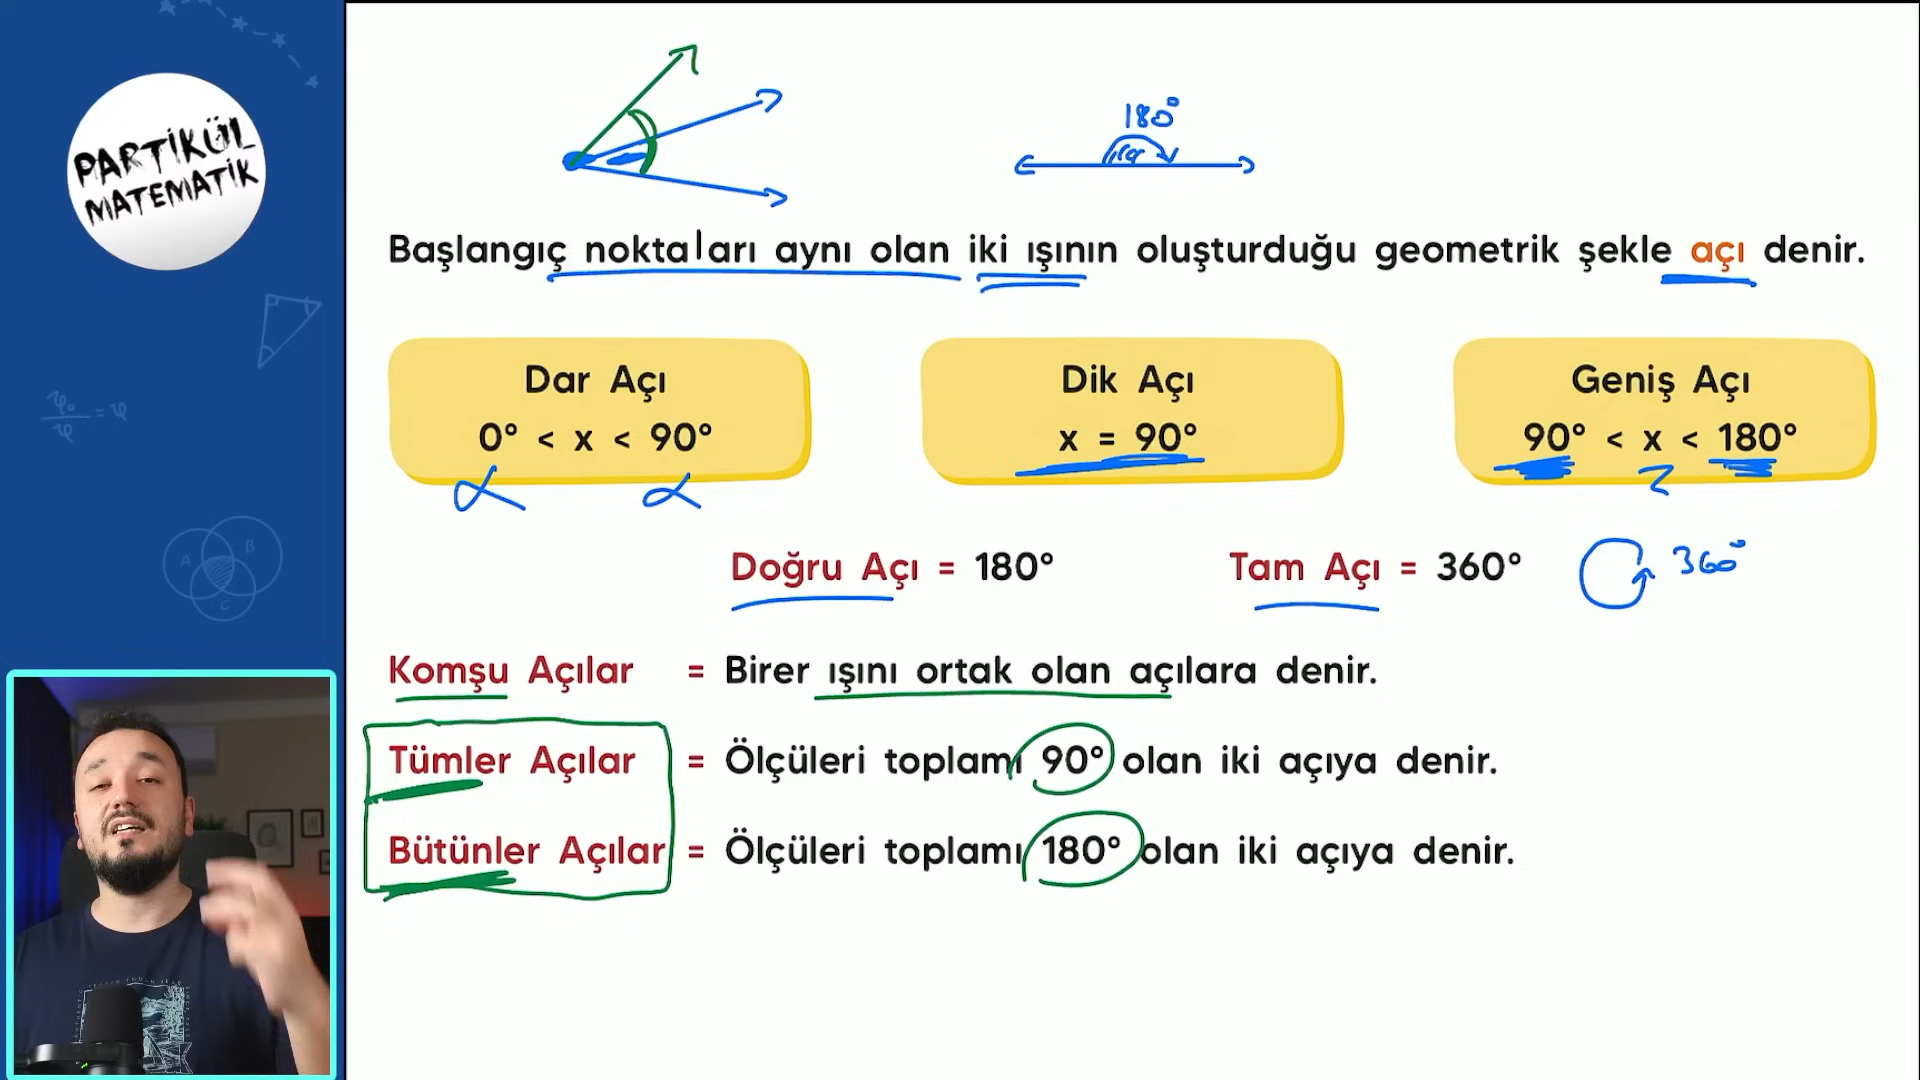 PARTİKÜL
MATEMATİK
180°
Başlangıç noktaları aynı olan iki ışının oluşturduğu geometrik şekle açı denir.
Dar Açı
0° < x < 90°
Dik Açı
x = 90°
Geniş Açı
90° < x < 180°
Doğru Açı = 180°
Tam Açı = 360°
360°
Komşu Açılar = Birer ışını ortak olan açılara denir.
Tümler Açılar = Ölçüleri toplamı 90° olan iki açıya denir.
Bütünler Açılar = Ölçüleri toplamı 180° olan iki açıya denir.
A B
C